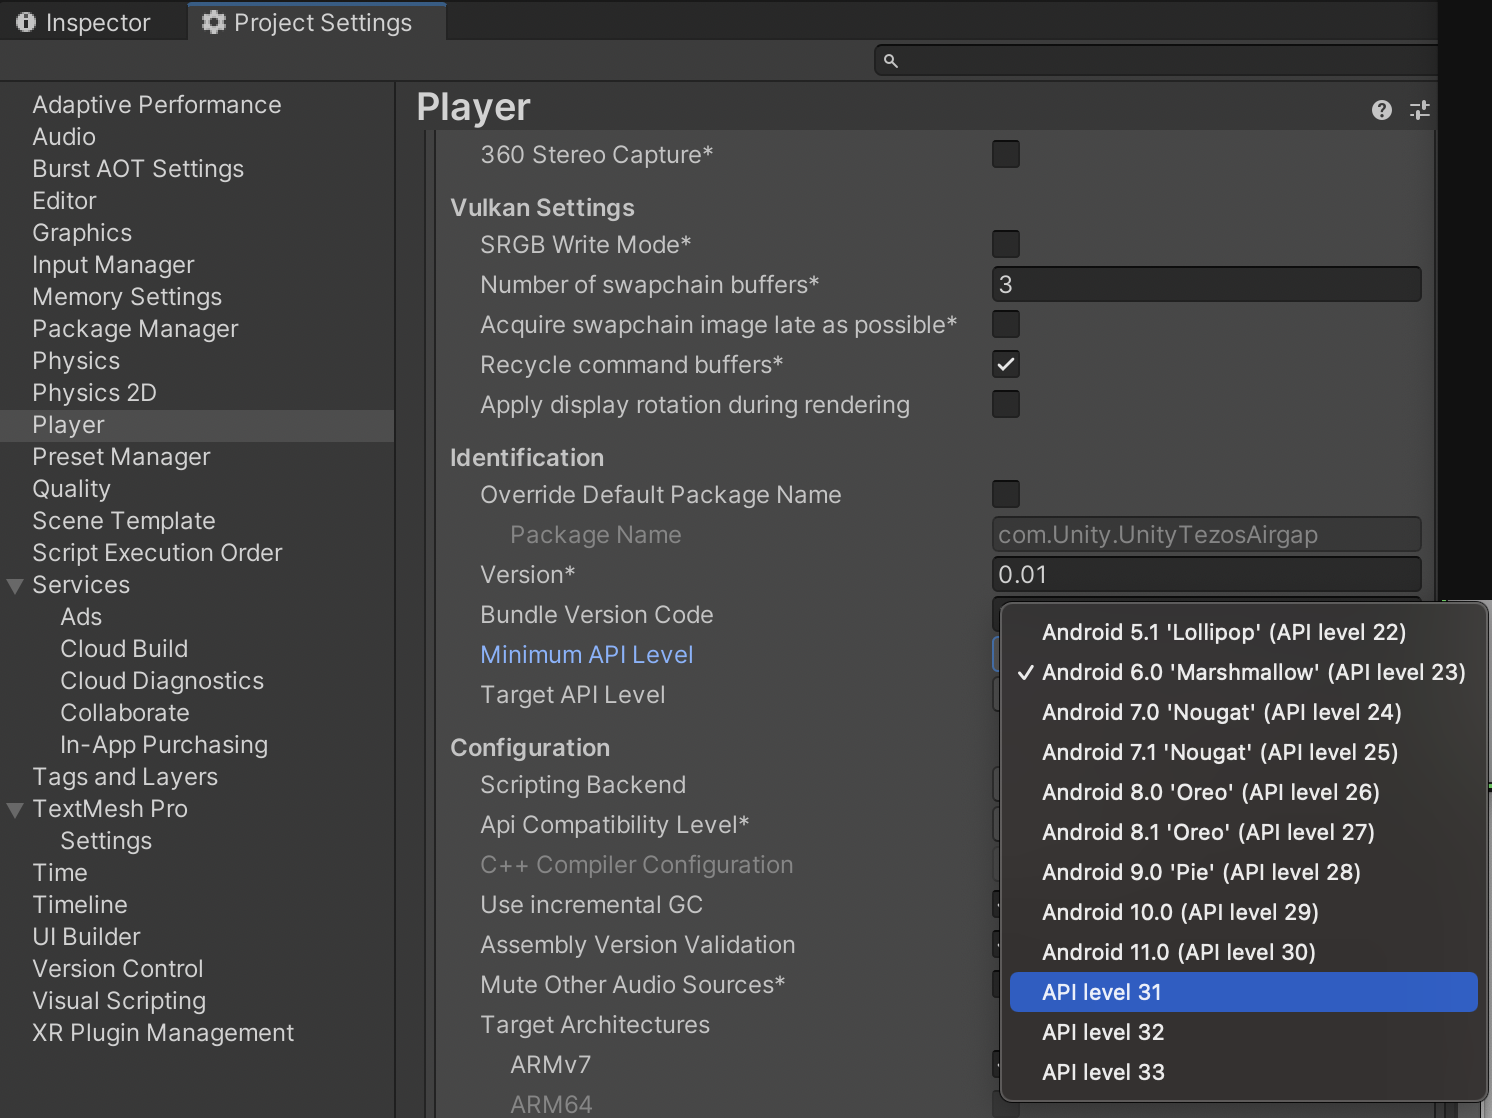 Inspector
Project Settings
Adaptive Performance
Audio
Burst AOT Settings
Editor
Graphics
Input Manager
Memory Settings
Package Manager
Physics
Physics 2D
Player
Preset Manager
Quality
Scene Template
Script Execution Order
Services
Ads
Cloud Build
Cloud Diagnostics
Collaborate
In-App Purchasing
Tags and Layers
TextMesh Pro
Settings
Time
Timeline
UI Builder
Version Control
Visual Scripting
XR Plugin Management
Player
360 Stereo Capture*
Vulkan Settings
SRGB Write Mode*
Number of swapchain buffers* 3
Acquire swapchain image late as possible*
Recycle command buffers*
Apply display rotation during rendering
Identification
Override Default Package Name
Package Name com.Unity.UnityTezosAirgap
Version* 0.01
Bundle Version Code
Minimum API Level
Target API Level
Configuration
Scripting Backend
Api Compatibility Level*
C++ Compiler Configuration
Use incremental GC
Assembly Version Validation
Mute Other Audio Sources*
Target Architectures
ARMv7
ARM64
Android 5.1 'Lollipop' (API level 22)
Android 6.0 'Marshmallow' (API level 23)
Android 7.0 'Nougat' (API level 24)
Android 7.1 'Nougat' (API level 25)
Android 8.0 'Oreo' (API level 26)
Android 8.1 'Oreo' (API level 27)
Android 9.0 'Pie' (API level 28)
Android 10.0 (API level 29)
Android 11.0 (API level 30)
API level 31
API level 32
API level 33